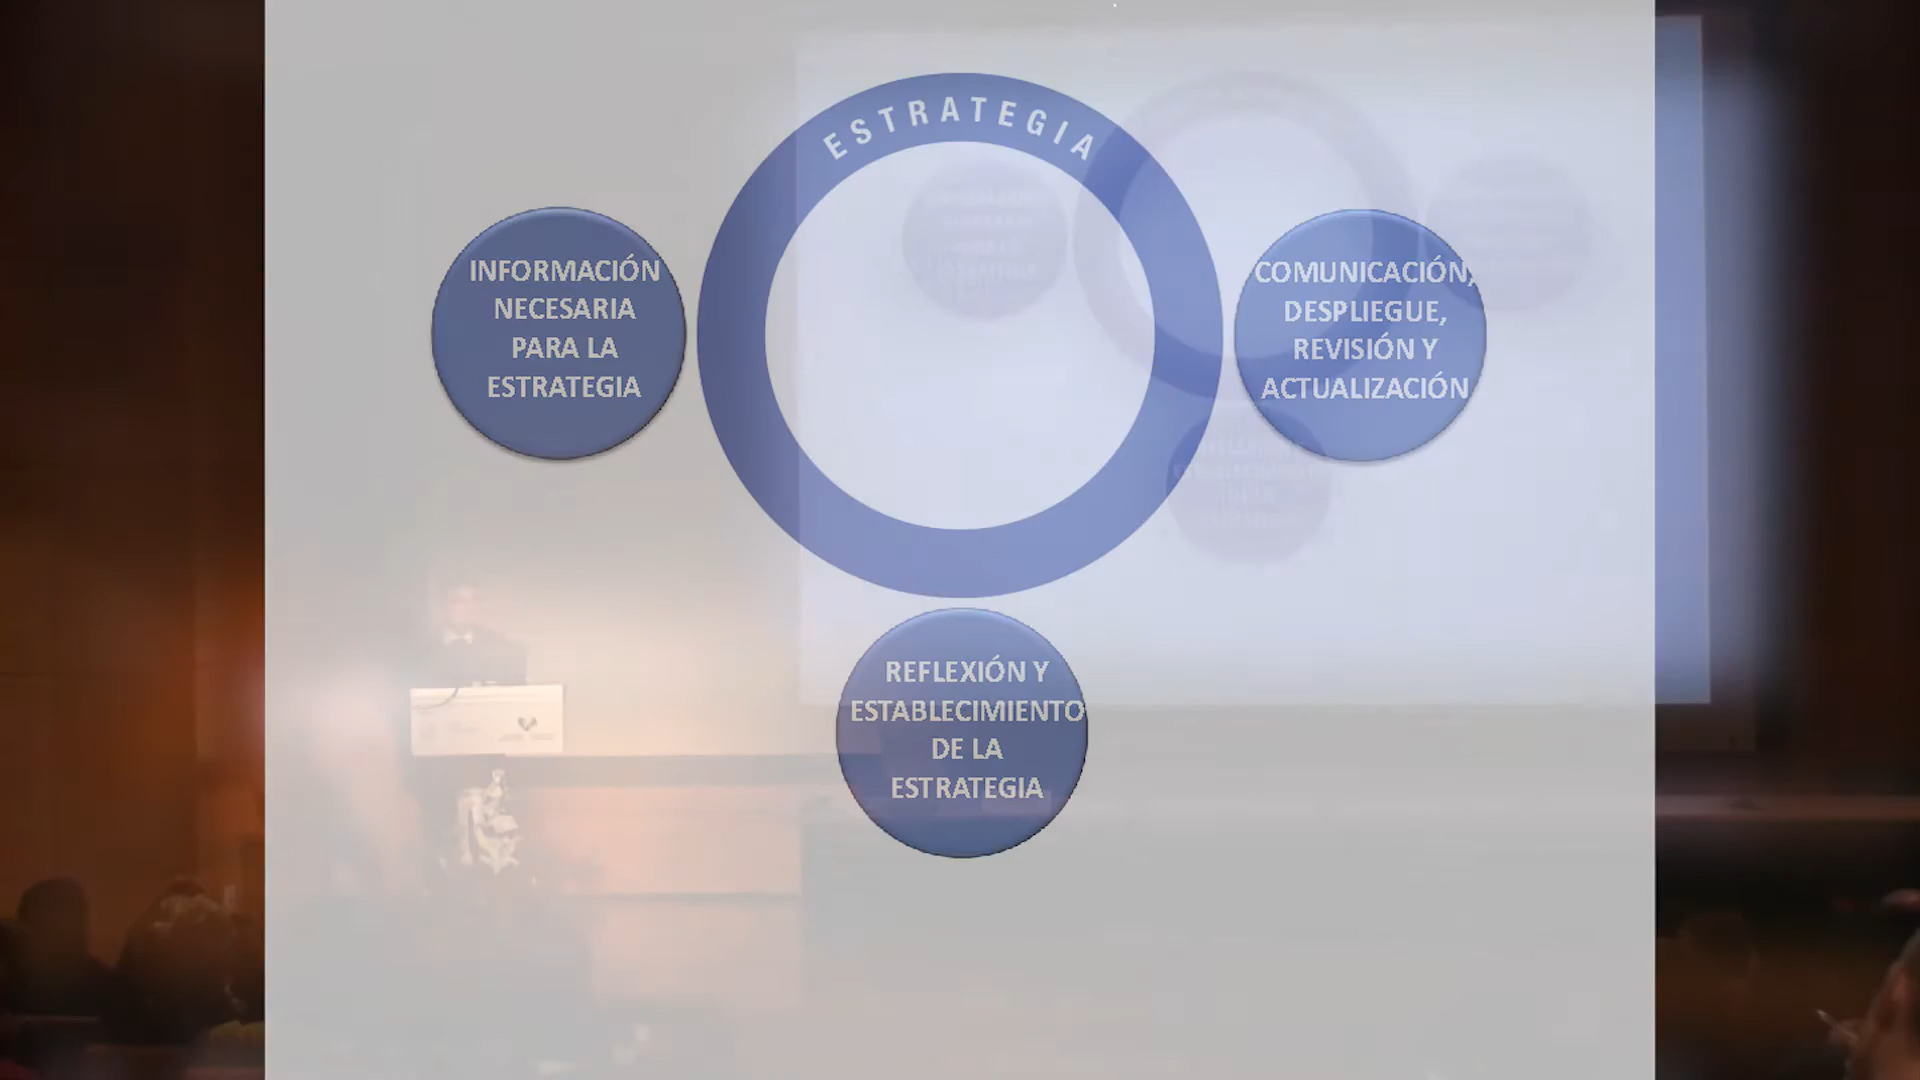 ESTRATEGIA
INFORMACIÓN
NECESARIA
PARA LA
ESTRATEGIA
COMUNICACIÓN,
DESPLIEGUE,
REVISIÓN Y
ACTUALIZACIÓN
REFLEXIÓN Y
ESTABLECIMIENTO
DE LA
ESTRATEGIA